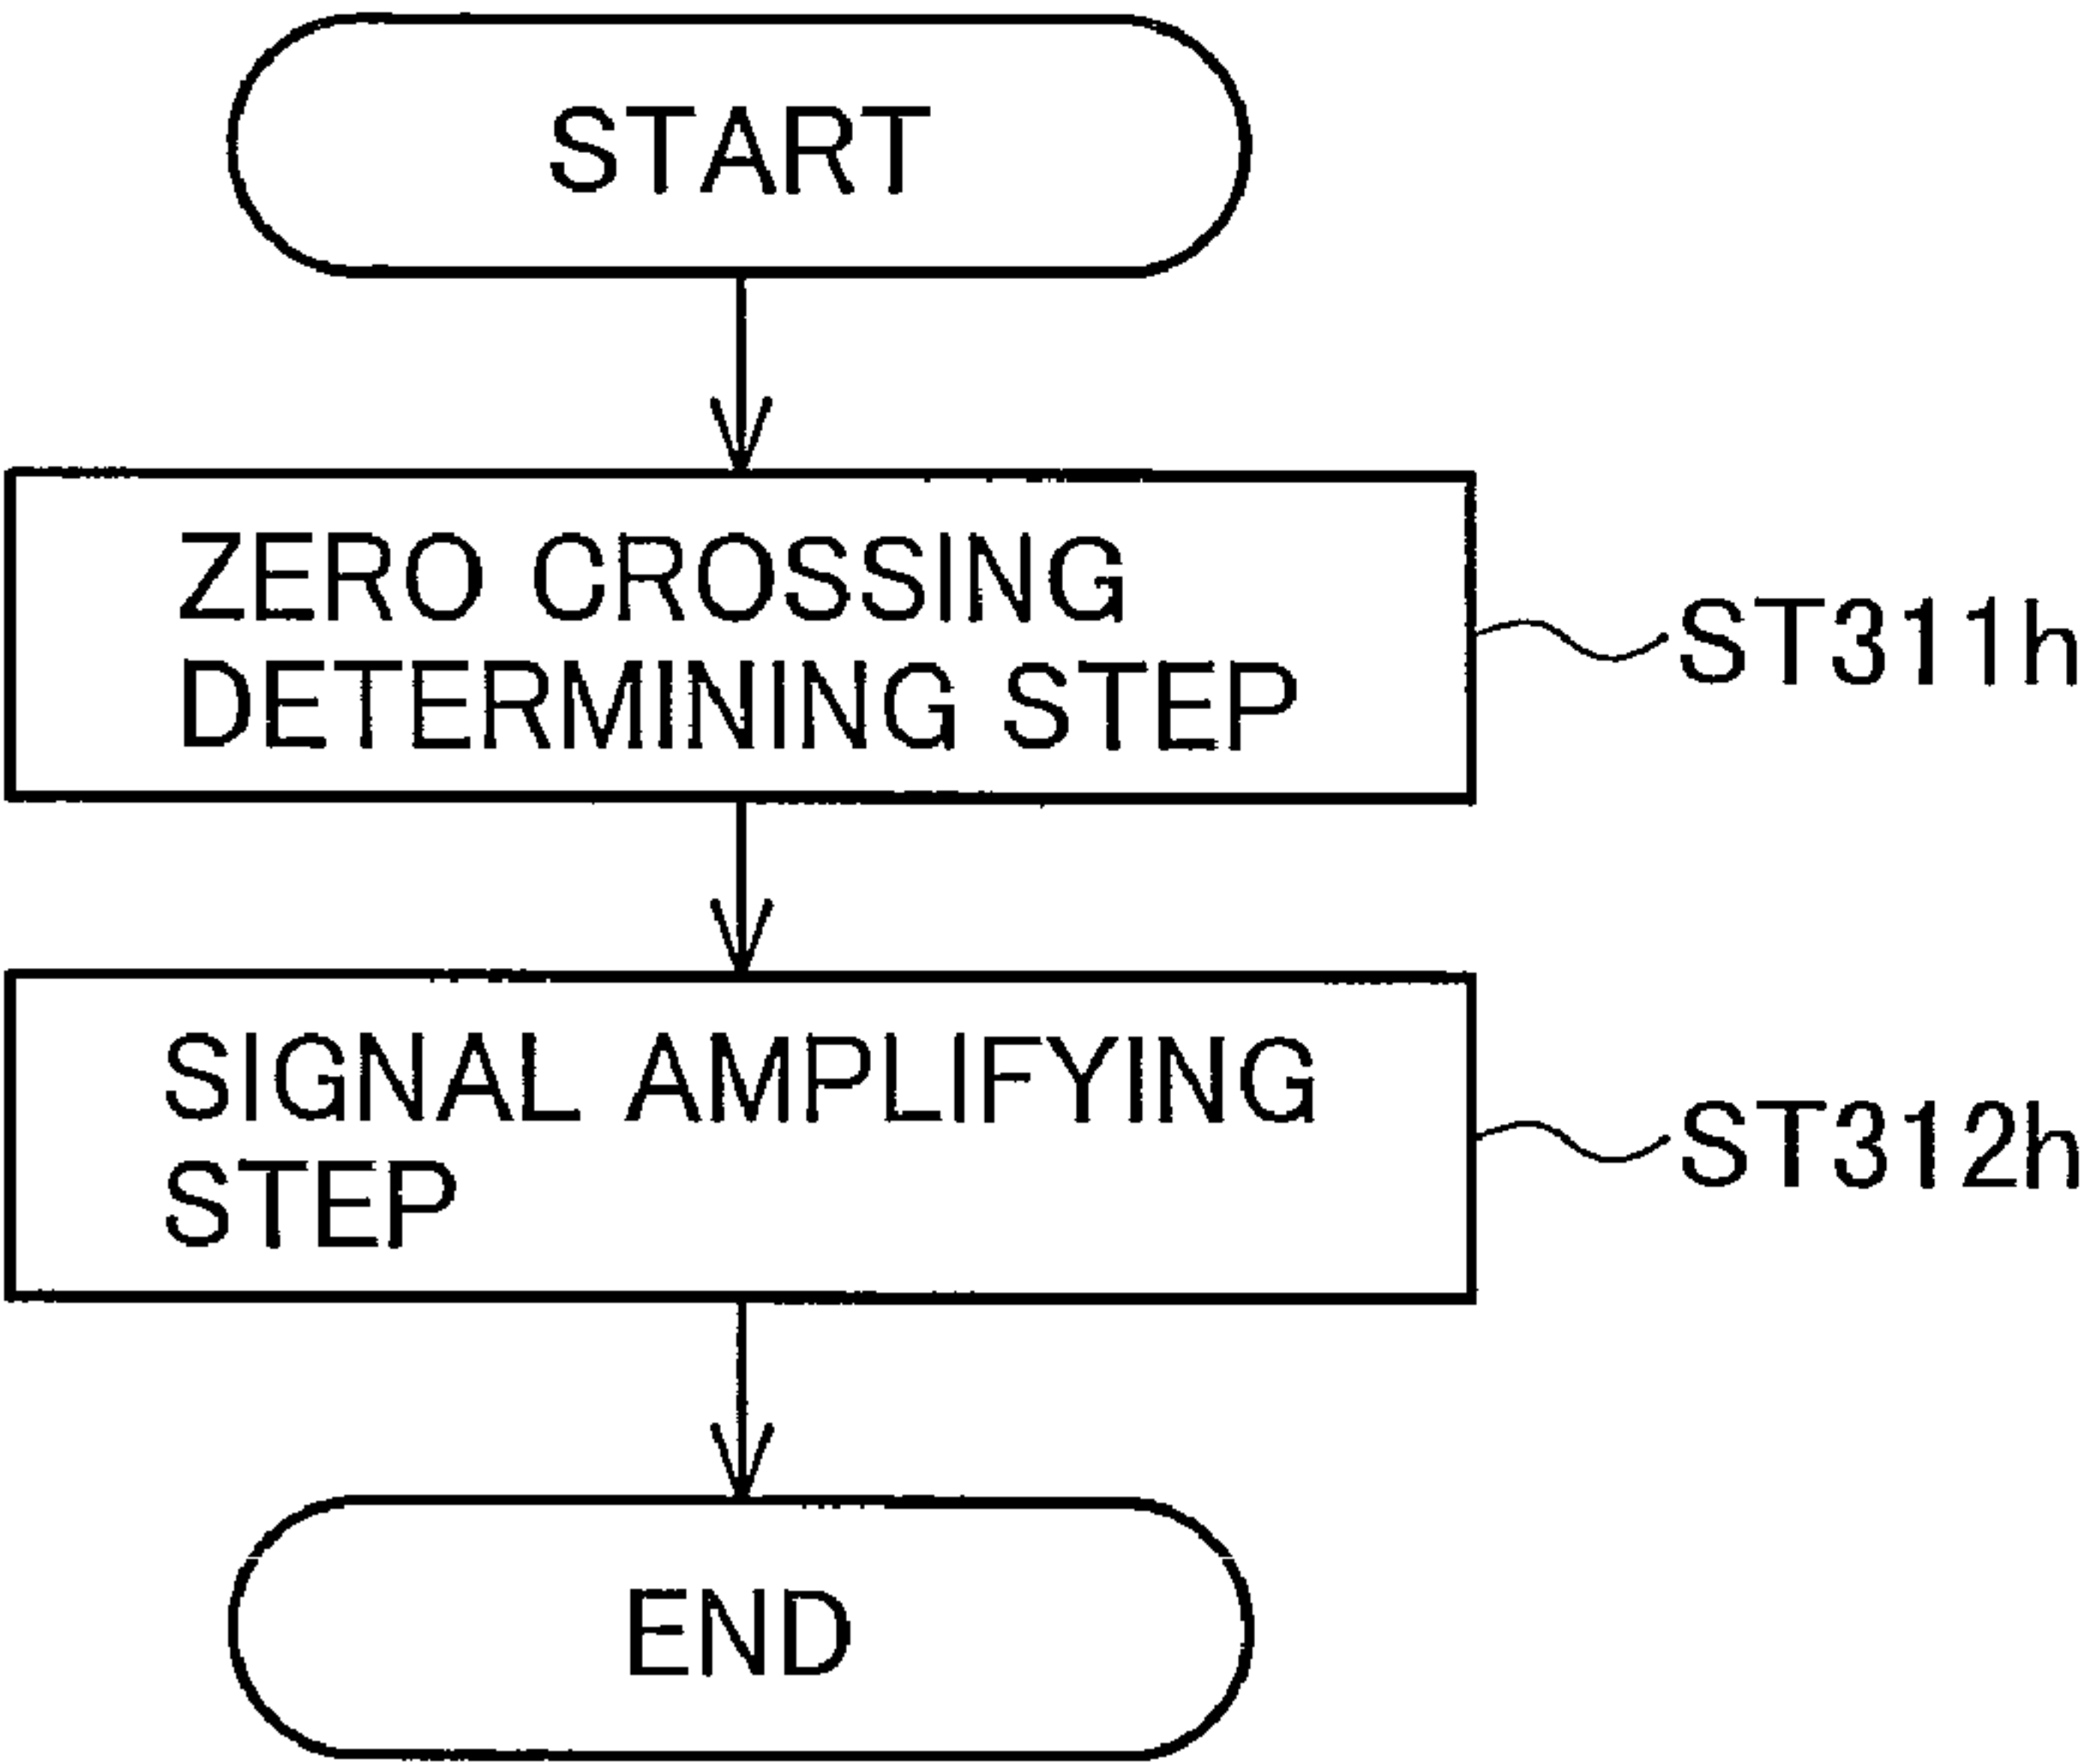 START
ZERO CROSSING
DETERMINING STEP
ST311h
SIGNAL AMPLIFYING
STEP
ST312h
END